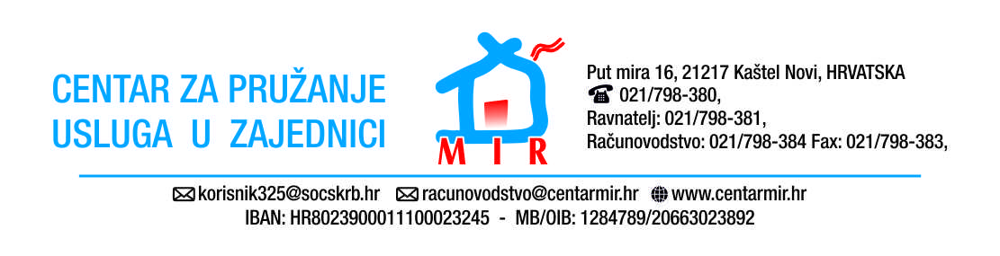 CENTAR ZA PRUŽANJE
USLUGA U ZAJEDNICI
MIR
Put mira 16, 21217 Kaštel Novi, HRVATSKA
021/798-380,
Ravnatelj: 021/798-381,
Računovodstvo: 021/798-384 Fax: 021/798-383,
korisnik325@socskrb.hr racunovodstvo@centarmir.hr www.centarmir.hr
IBAN: HR8023900011100023245 - MB/OIB: 1284789/20663023892